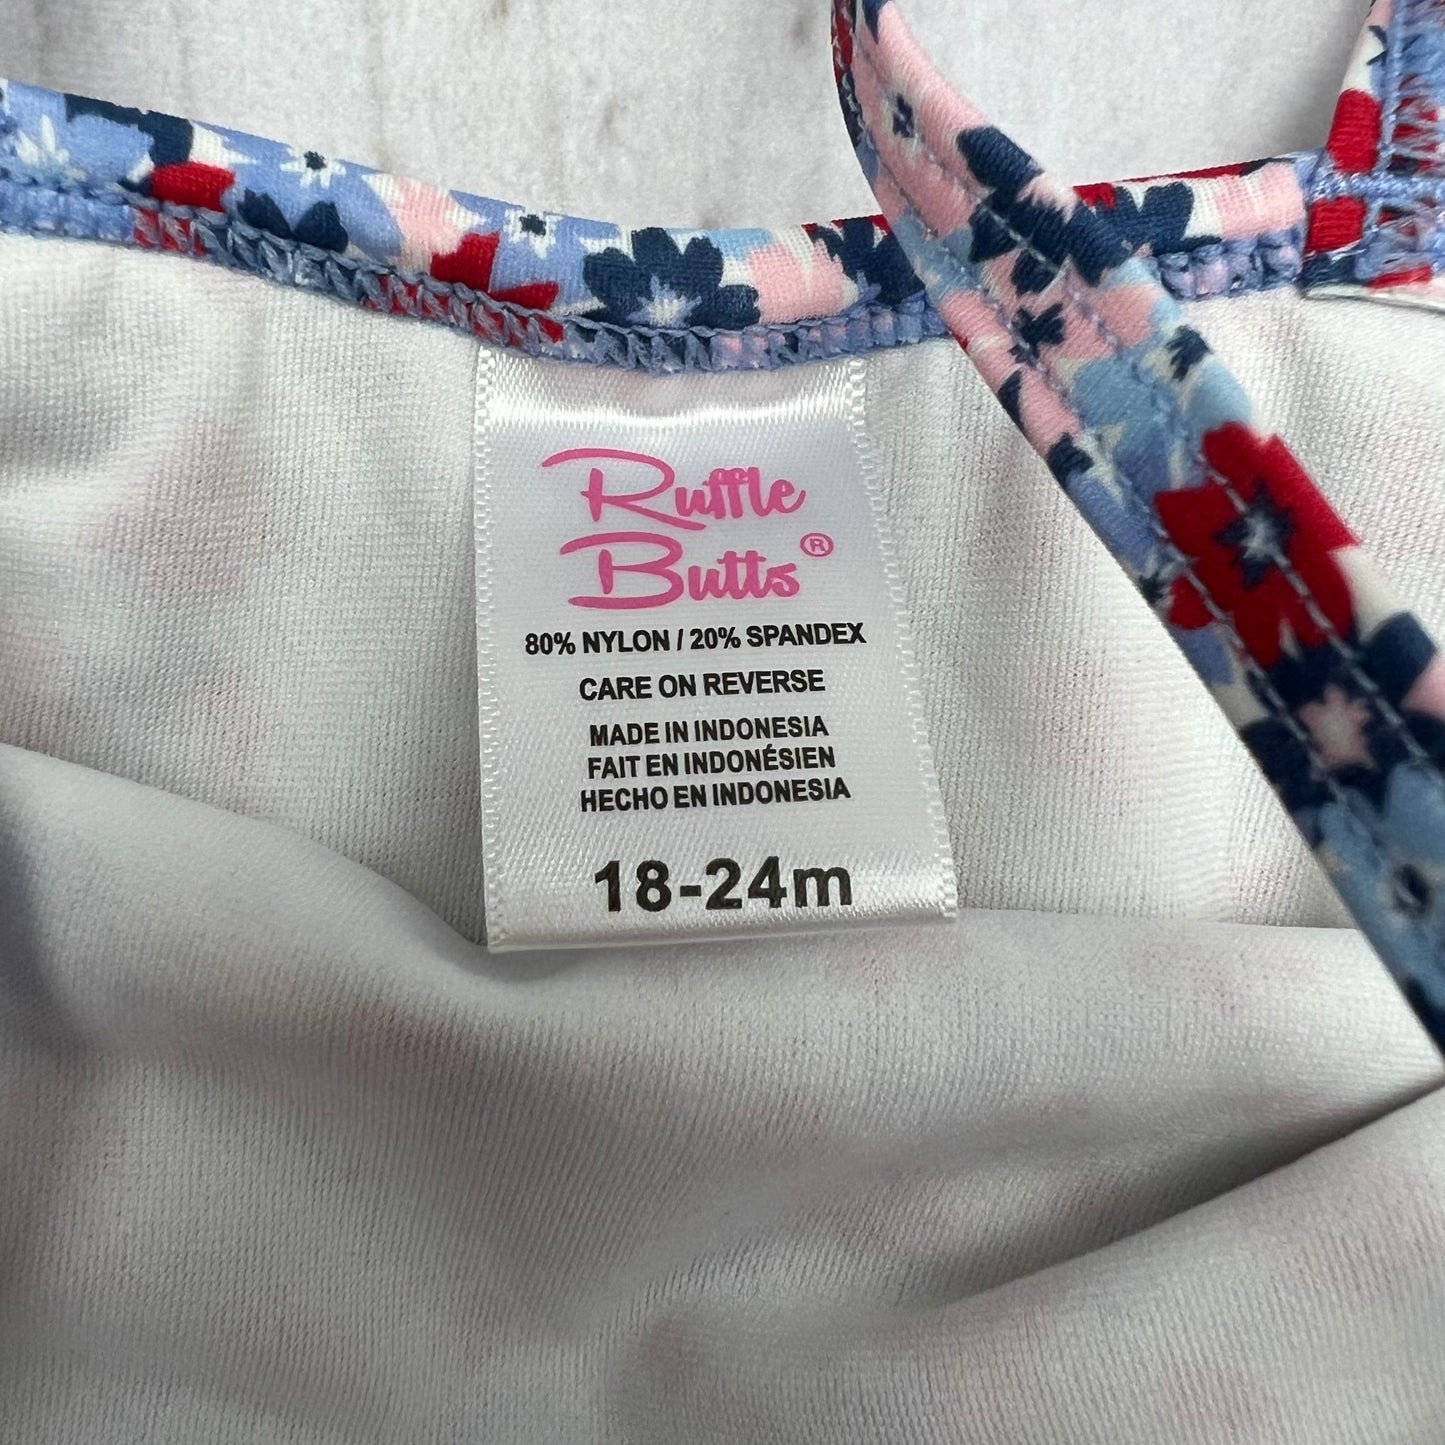 Ruffle
Butts®
80% NYLON / 20% SPANDEX
CARE ON REVERSE
MADE IN INDONESIA
FAIT EN INDONÉSIEN
HECHO EN INDONESIA
18-24m